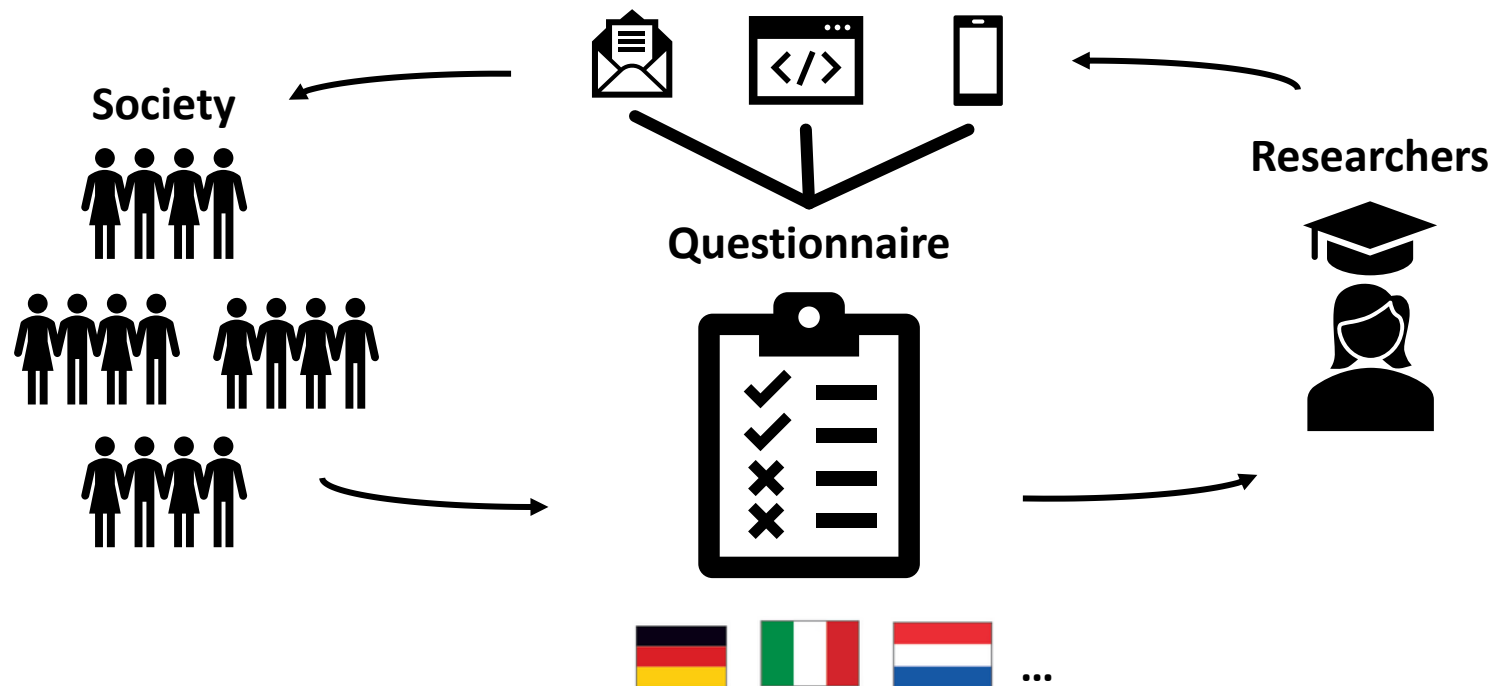 Society
</>
Researchers
Questionnaire
...